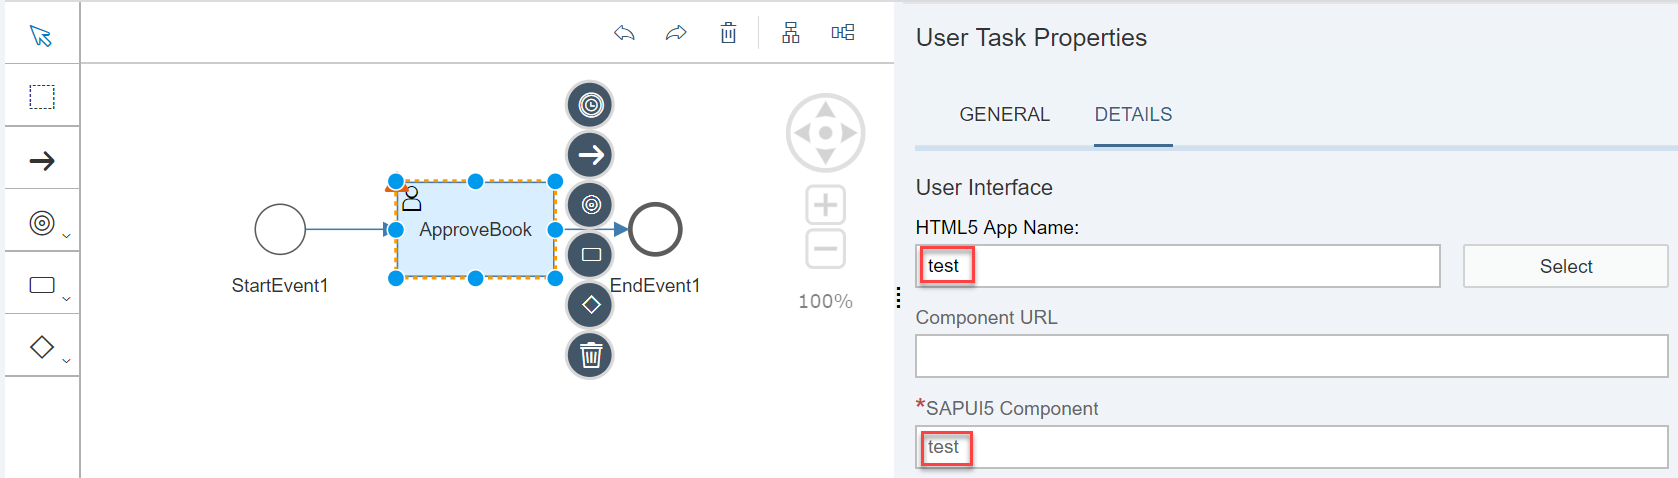 ApproveBook
StartEvent1
EndEvent1
100%
User Task Properties
GENERAL
DETAILS
User Interface
HTML5 App Name:
test
Select
Component URL
*SAPUI5 Component
test